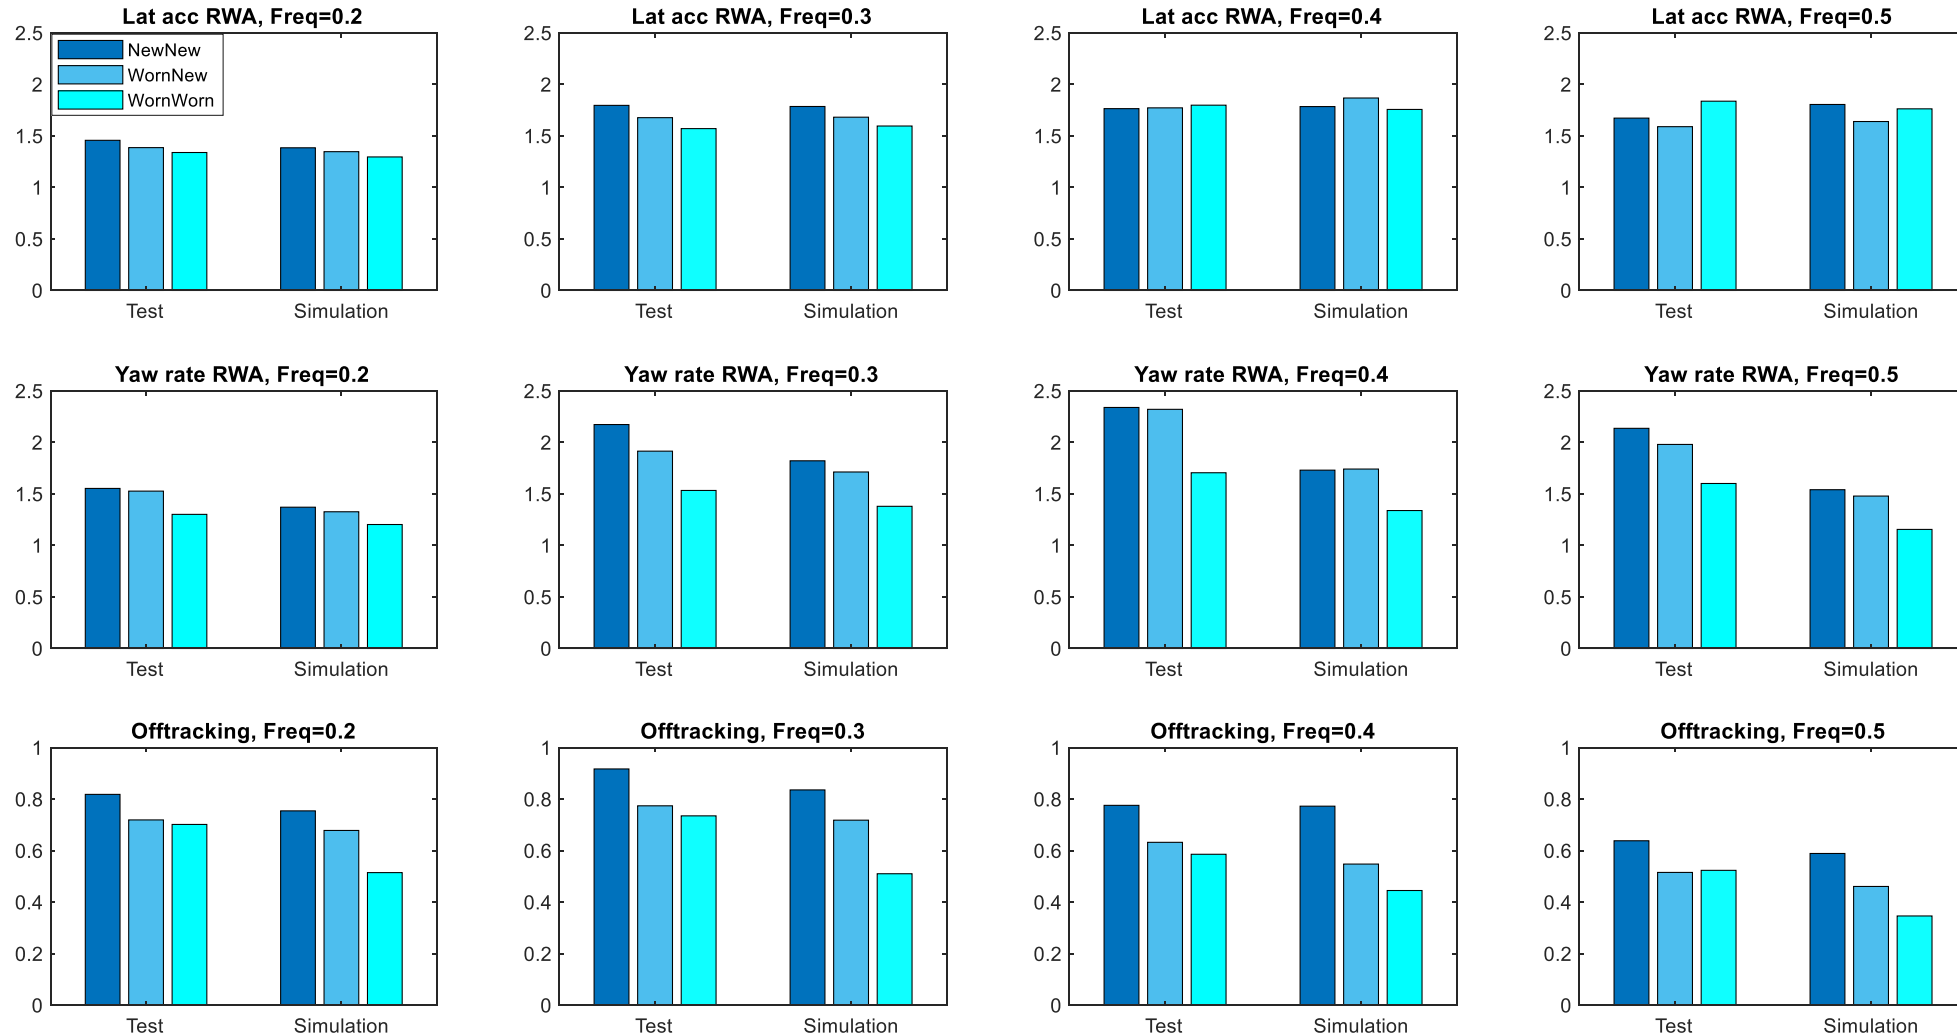 Lat acc RWA, Freq=0.2
2.5
2
1.5
1
0.5
0
NewNew
WornNew
WornWorn
Test
Simulation
Lat acc RWA, Freq=0.3
2.5
2
1.5
1
0.5
0
Test
Simulation
Lat acc RWA, Freq=0.4
2.5
2
1.5
1
0.5
0
Test
Simulation
Lat acc RWA, Freq=0.5
2.5
2
1.5
1
0.5
0
Test
Simulation
Yaw rate RWA, Freq=0.2
2.5
2
1.5
1
0.5
0
Test
Simulation
Yaw rate RWA, Freq=0.3
2.5
2
1.5
1
0.5
0
Test
Simulation
Yaw rate RWA, Freq=0.4
2.5
2
1.5
1
0.5
0
Test
Simulation
Yaw rate RWA, Freq=0.5
2.5
2
1.5
1
0.5
0
Test
Simulation
Offtracking, Freq=0.2
1
0.8
0.6
0.4
0.2
0
Test
Simulation
Offtracking, Freq=0.3
1
0.8
0.6
0.4
0.2
0
Test
Simulation
Offtracking, Freq=0.4
1
0.8
0.6
0.4
0.2
0
Test
Simulation
Offtracking, Freq=0.5
1
0.8
0.6
0.4
0.2
0
Test
Simulation